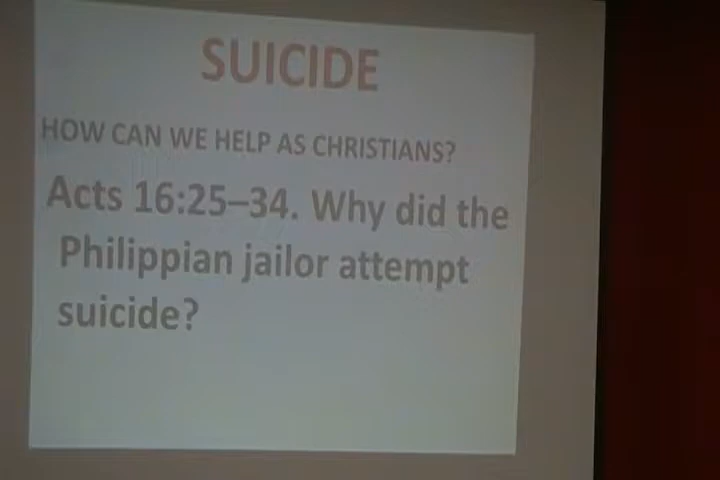 SUICIDE
HOW CAN WE HELP AS CHRISTIANS?
Acts 16:25–34. Why did the
Philippian jailor attempt
suicide?